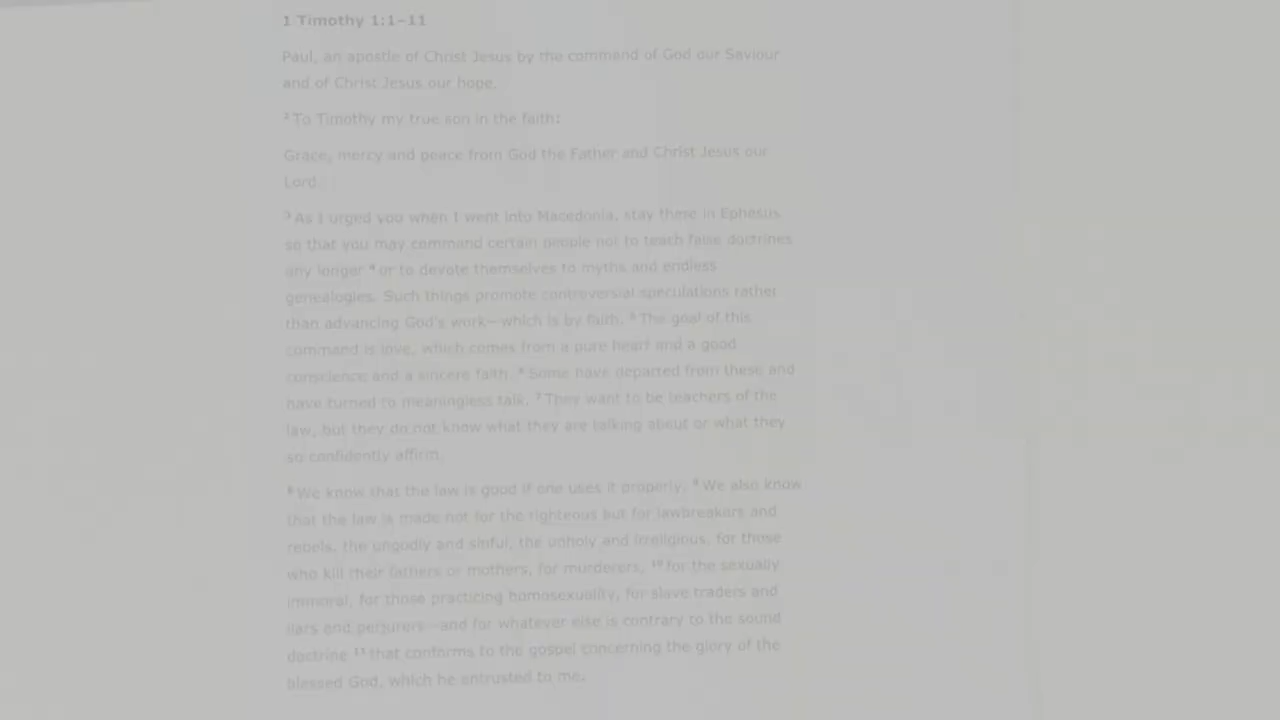 1 Timothy 1:1–11
Paul, an apostle of Christ Jesus by the command of God our Saviour
and of Christ Jesus our hope,
² To Timothy my true son in the faith:
Grace, mercy and peace from God the Father and Christ Jesus our
Lord.
³ As I urged you when I went into Macedonia, stay there in Ephesus
so that you may command certain people not to teach false doctrines
any longer ⁴ or to devote themselves to myths and endless
genealogies. Such things promote controversial speculations rather
than advancing God's work—which is by faith. ⁵ The goal of this
command is love, which comes from a pure heart and a good
conscience and a sincere faith. ⁶ Some have departed from these and
have turned to meaningless talk. ⁷ They want to be teachers of the
law, but they do not know what they are talking about or what they
so confidently affirm.
⁸ We know that the law is good if one uses it properly. ⁹ We also know
that the law is made not for the righteous but for lawbreakers and
rebels, the ungodly and sinful, the unholy and irreligious, for those
who kill their fathers or mothers, for murderers, ¹⁰ for the sexually
immoral, for those practicing homosexuality, for slave traders and
liars and perjurers—and for whatever else is contrary to the sound
doctrine ¹¹ that conforms to the gospel concerning the glory of the
blessed God, which he entrusted to me.